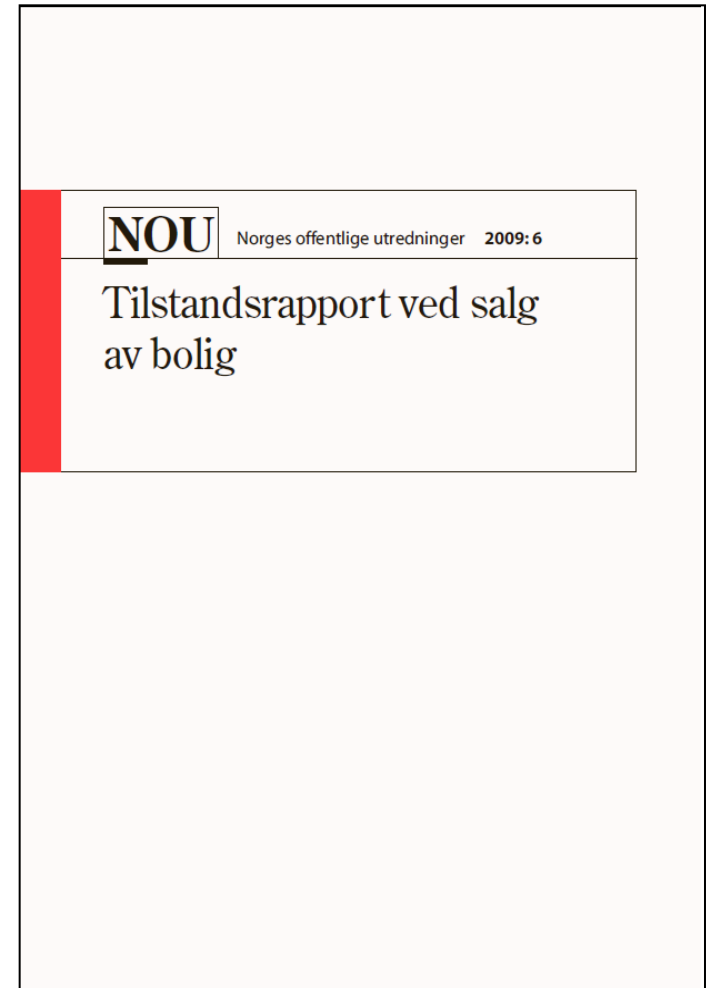 NOU Norges offentlige utredninger 2009: 6
Tilstandsrapport ved salg
av bolig